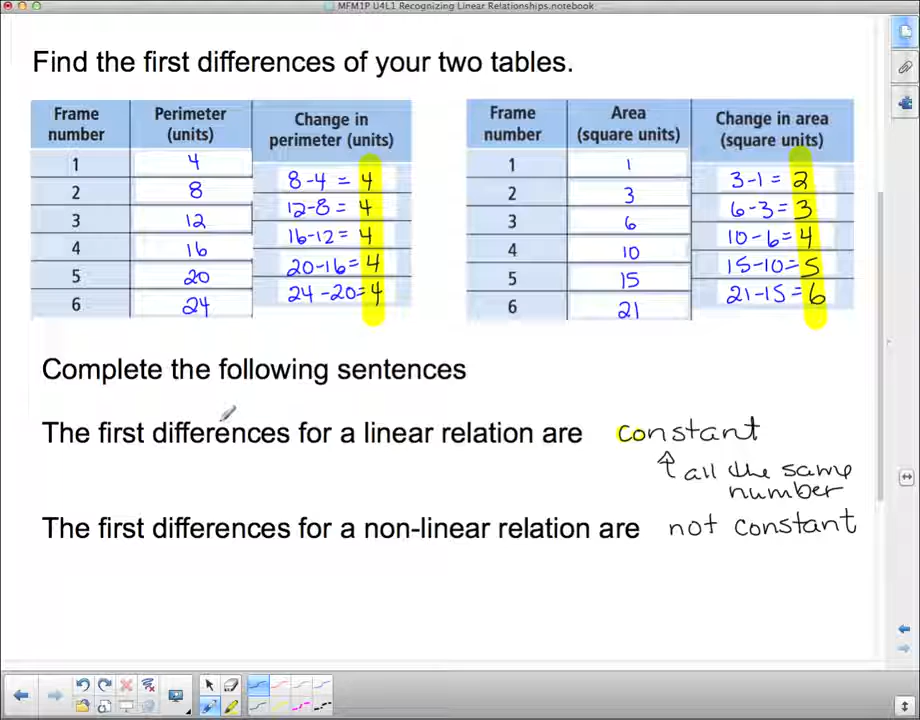 MFM1P U4L1 Recognizing Linear Relationships.notebook
Find the first differences of your two tables.
Frame number Perimeter (units) Change in perimeter (units)
1 4
8-4 = 4
2 8
12-8 = 4
3 12
16-12 = 4
4 16
20-16 = 4
5 20
24-20 = 4
6 24
Frame number Area (square units) Change in area (square units)
1 1
3-1 = 2
2 3
6-3 = 3
3 6
10-6 = 4
4 10
15-10 = 5
5 15
21-15 = 6
6 21
Complete the following sentences
The first differences for a linear relation are constant
↑ all the same
number
The first differences for a non-linear relation are not constant